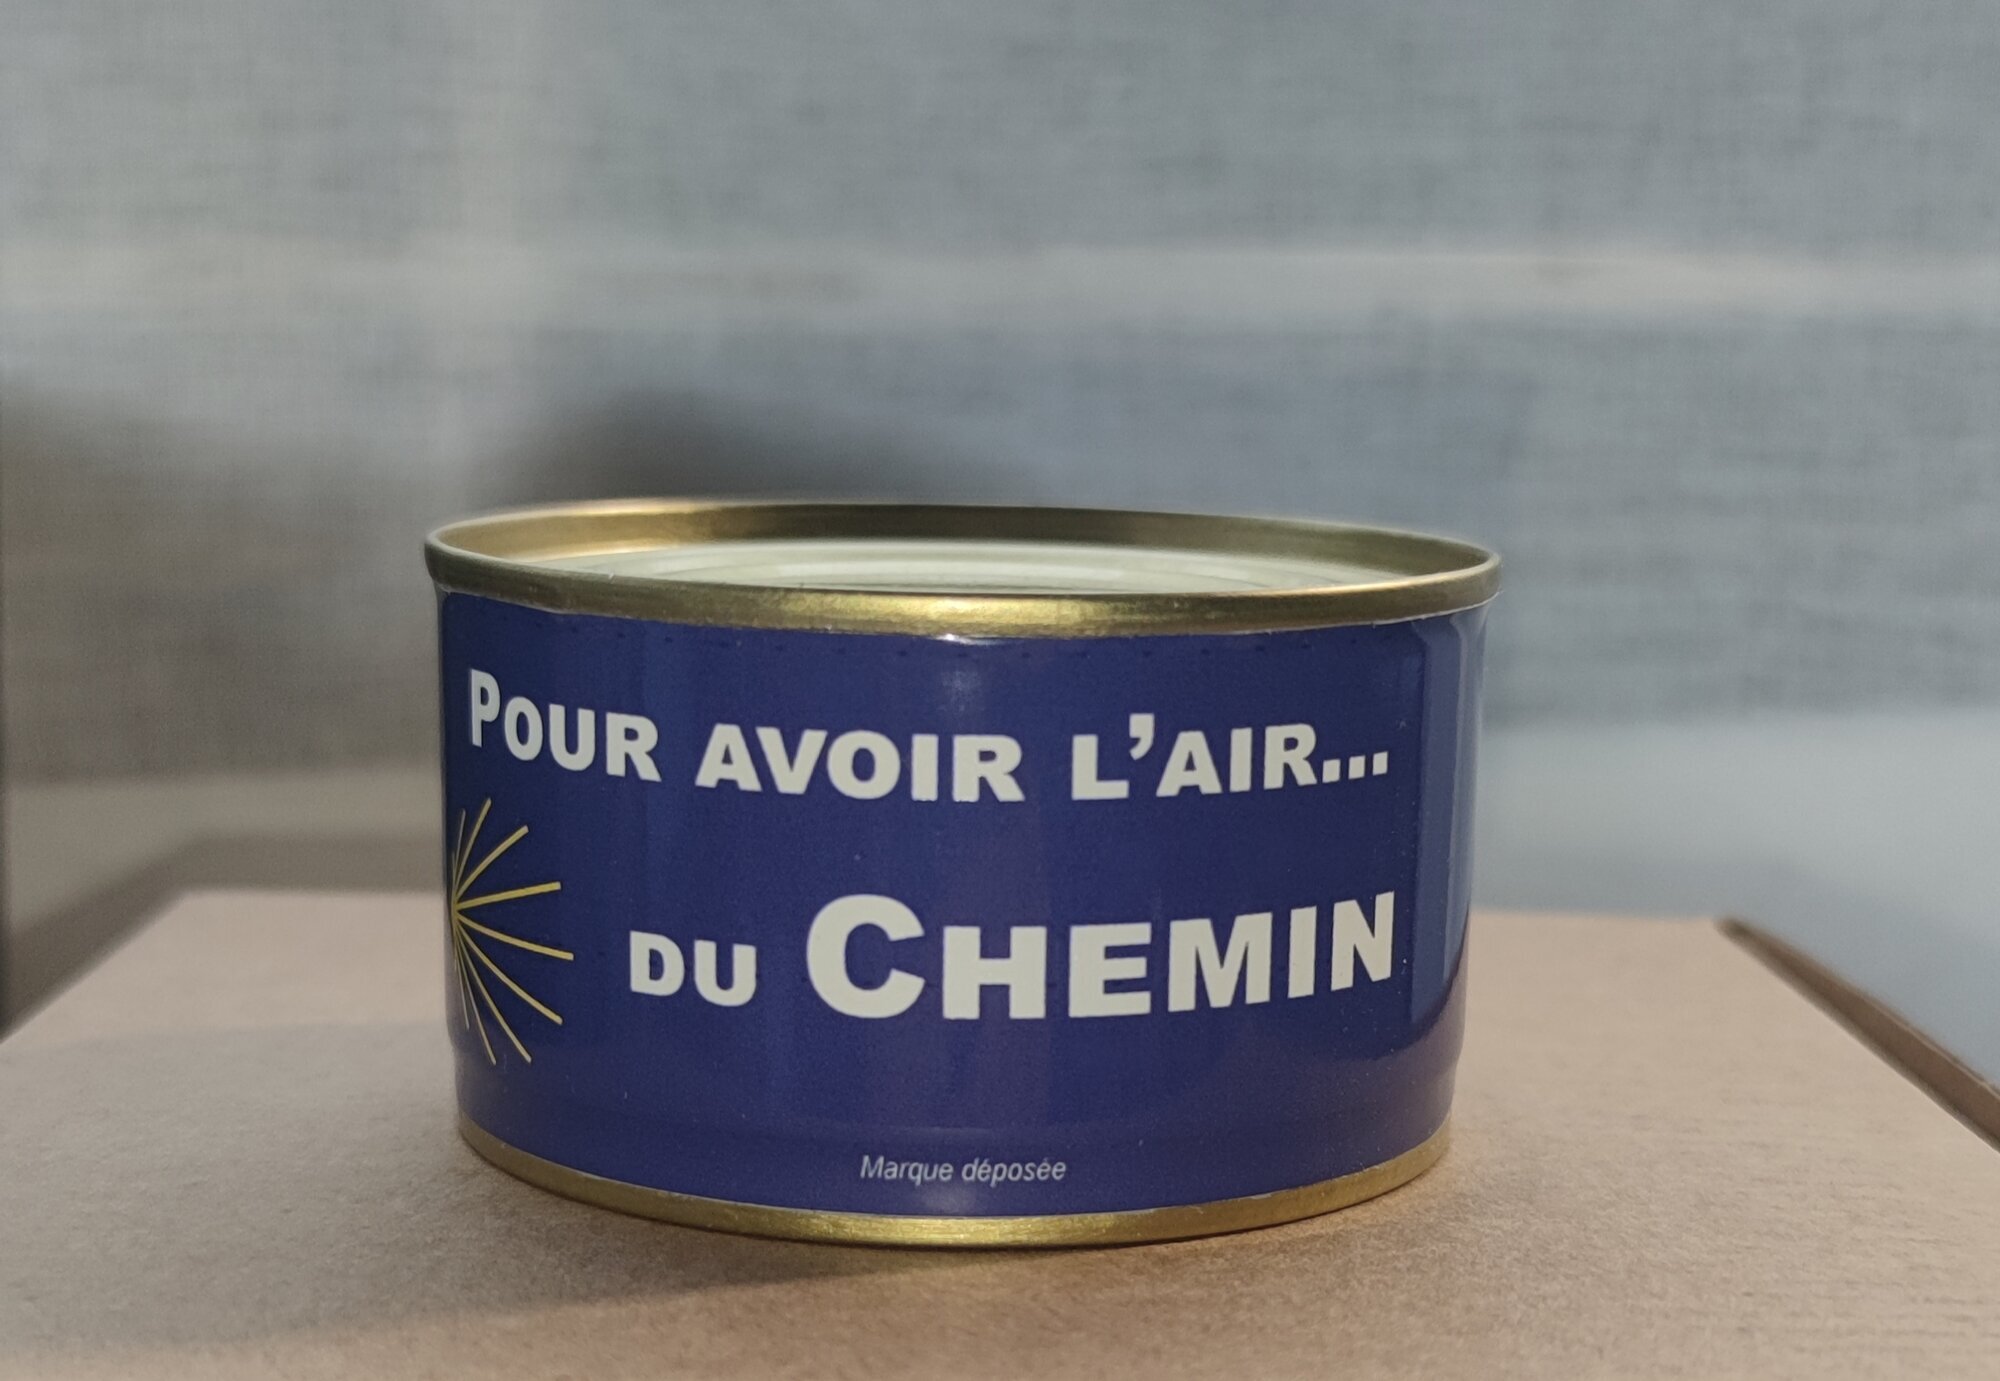 Pour avoir l’air...
du Chemin
Marque déposée